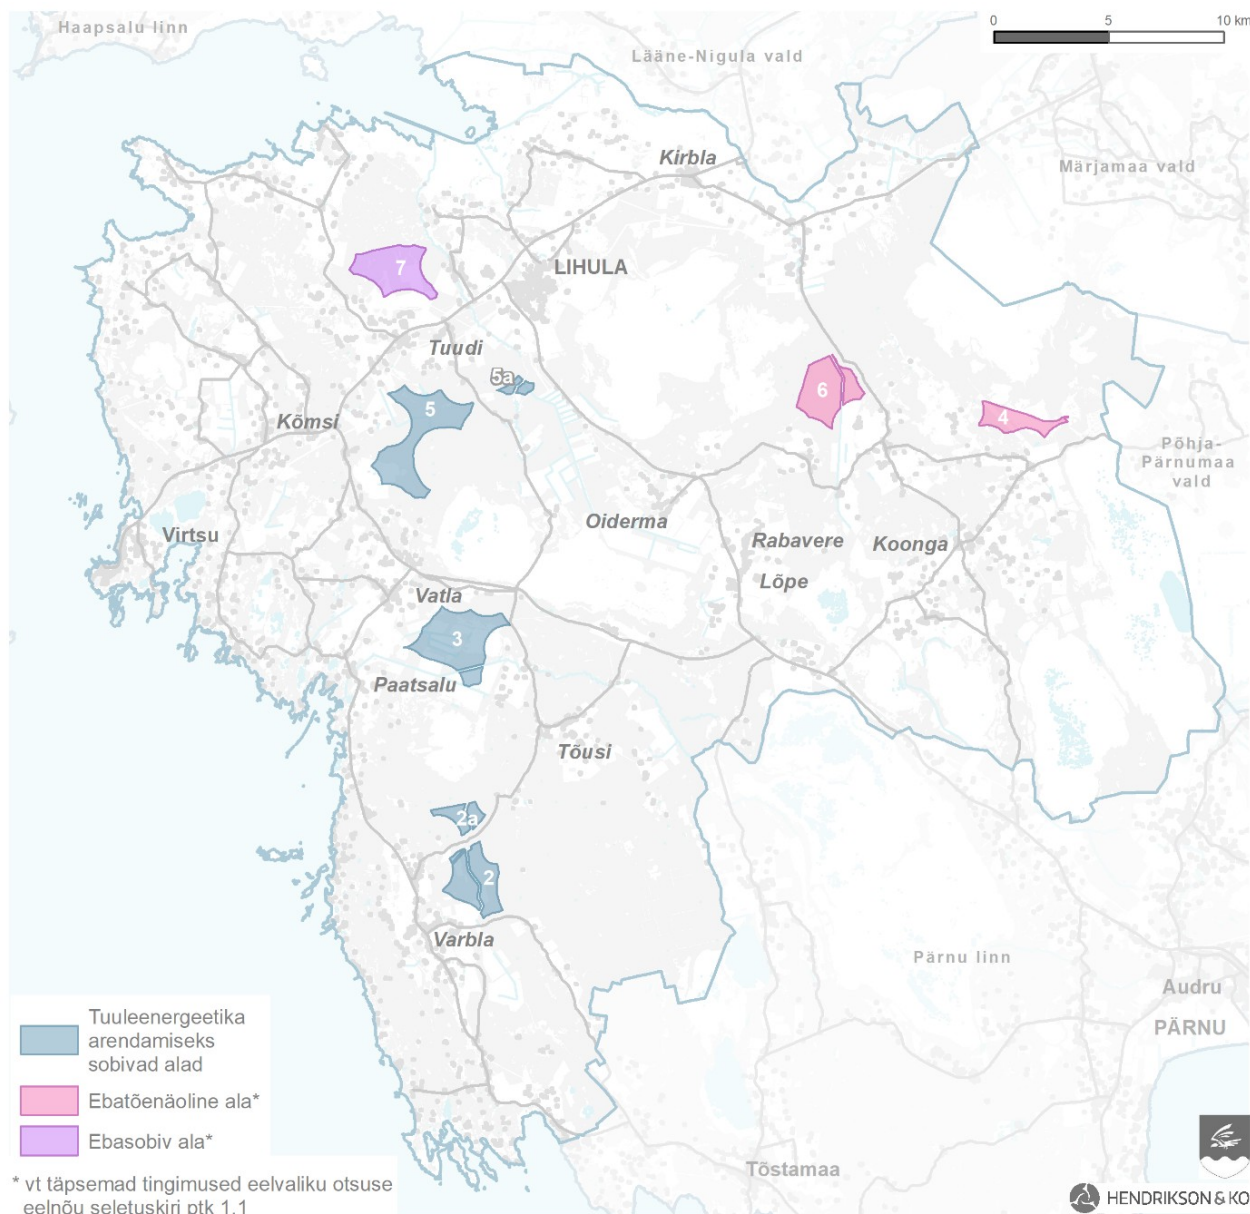 Haapsalu linn
0 5 10 km
Lääne-Nigula vald
Kirbla
Märjamaa vald
7
LIHULA
Tuudi
5a
6
5
4
Kõmsi
Põhja-
Pärnumaa
vald
Oiderma
Virtsu
Rabavere
Koonga
Lõpe
Vatla
3
Paatsalu
Tõusi
2a
2
Varbla
Pärnu linn
Audru
PÄRNU
Tuuleenergeetika
arendamiseks
sobivad alad
Ebatõenäoline ala*
Ebasobiv ala*
Tõstamaa
* vt täpsemad tingimused eelvaliku otsuse
eelnõu seletuskiri ptk 1.1
HENDRIKSON & KO